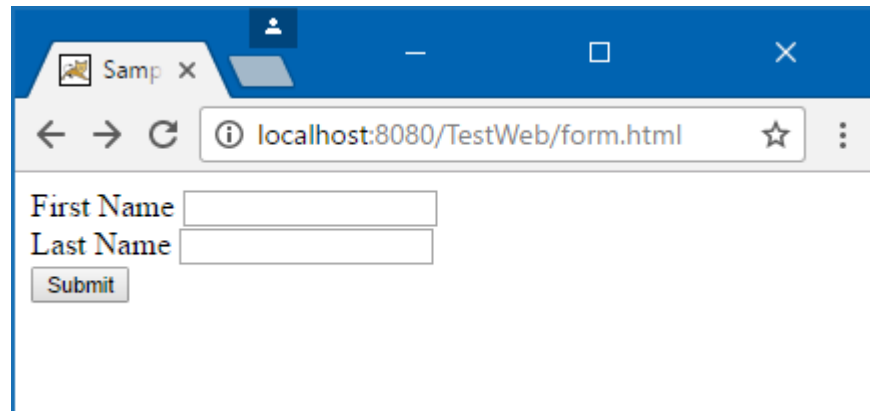 Samp
localhost:8080/TestWeb/form.html
First Name
Last Name
Submit